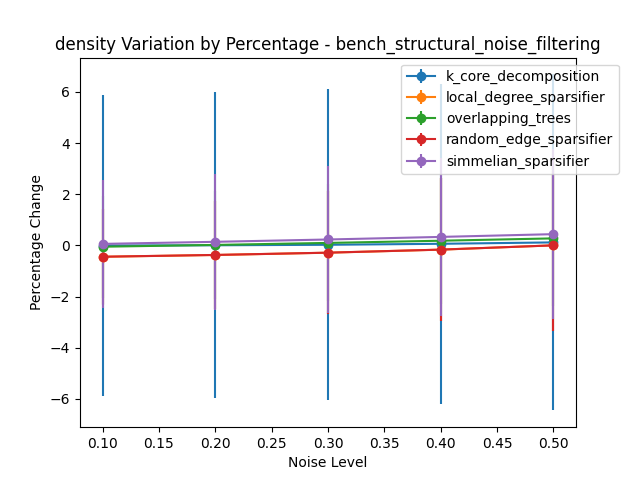 density Variation by Percentage - bench_structural_noise_filtering
k_core_decomposition
local_degree_sparsifier
overlapping_trees
random_edge_sparsifier
simmelian_sparsifier
Percentage Change
6
4
2
0
−2
−4
−6
0.10 0.15 0.20 0.25 0.30 0.35 0.40 0.45 0.50
Noise Level